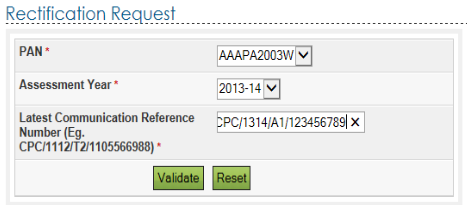 Rectification Request
PAN * AAAPA2003W
Assessment Year * 2013-14
Latest Communication Reference
Number (Eg.
CPC/1112/T2/1105566988) * CPC/1314/A1/123456789
Validate Reset